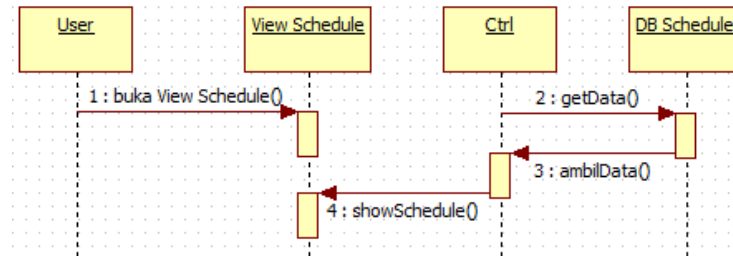 User
View Schedule
Ctrl
DB Schedule
1 : buka View Schedule()
2 : getData()
3 : ambilData()
4 : showSchedule()